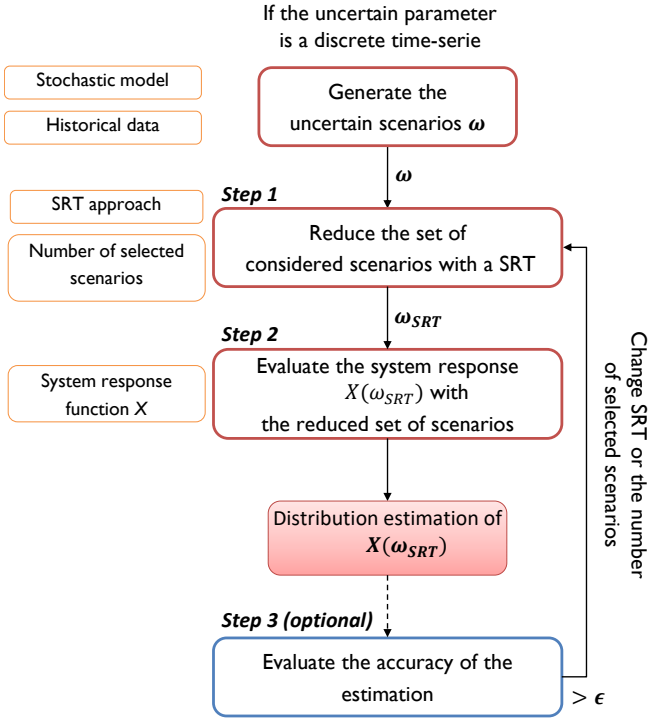 If the uncertain parameter
is a discrete time-serie
Stochastic model
Historical data
Generate the
uncertain scenarios ω
ω
Step 1
SRT approach
Number of selected
scenarios
Reduce the set of
considered scenarios with a SRT
ω_SRT
Step 2
System response
function X
Evaluate the system response
X(ω_SRT) with
the reduced set of scenarios
Distribution estimation of
X(ω_SRT)
Step 3 (optional)
Evaluate the accuracy of the
estimation
> ϵ
Change SRT or the number
of selected scenarios